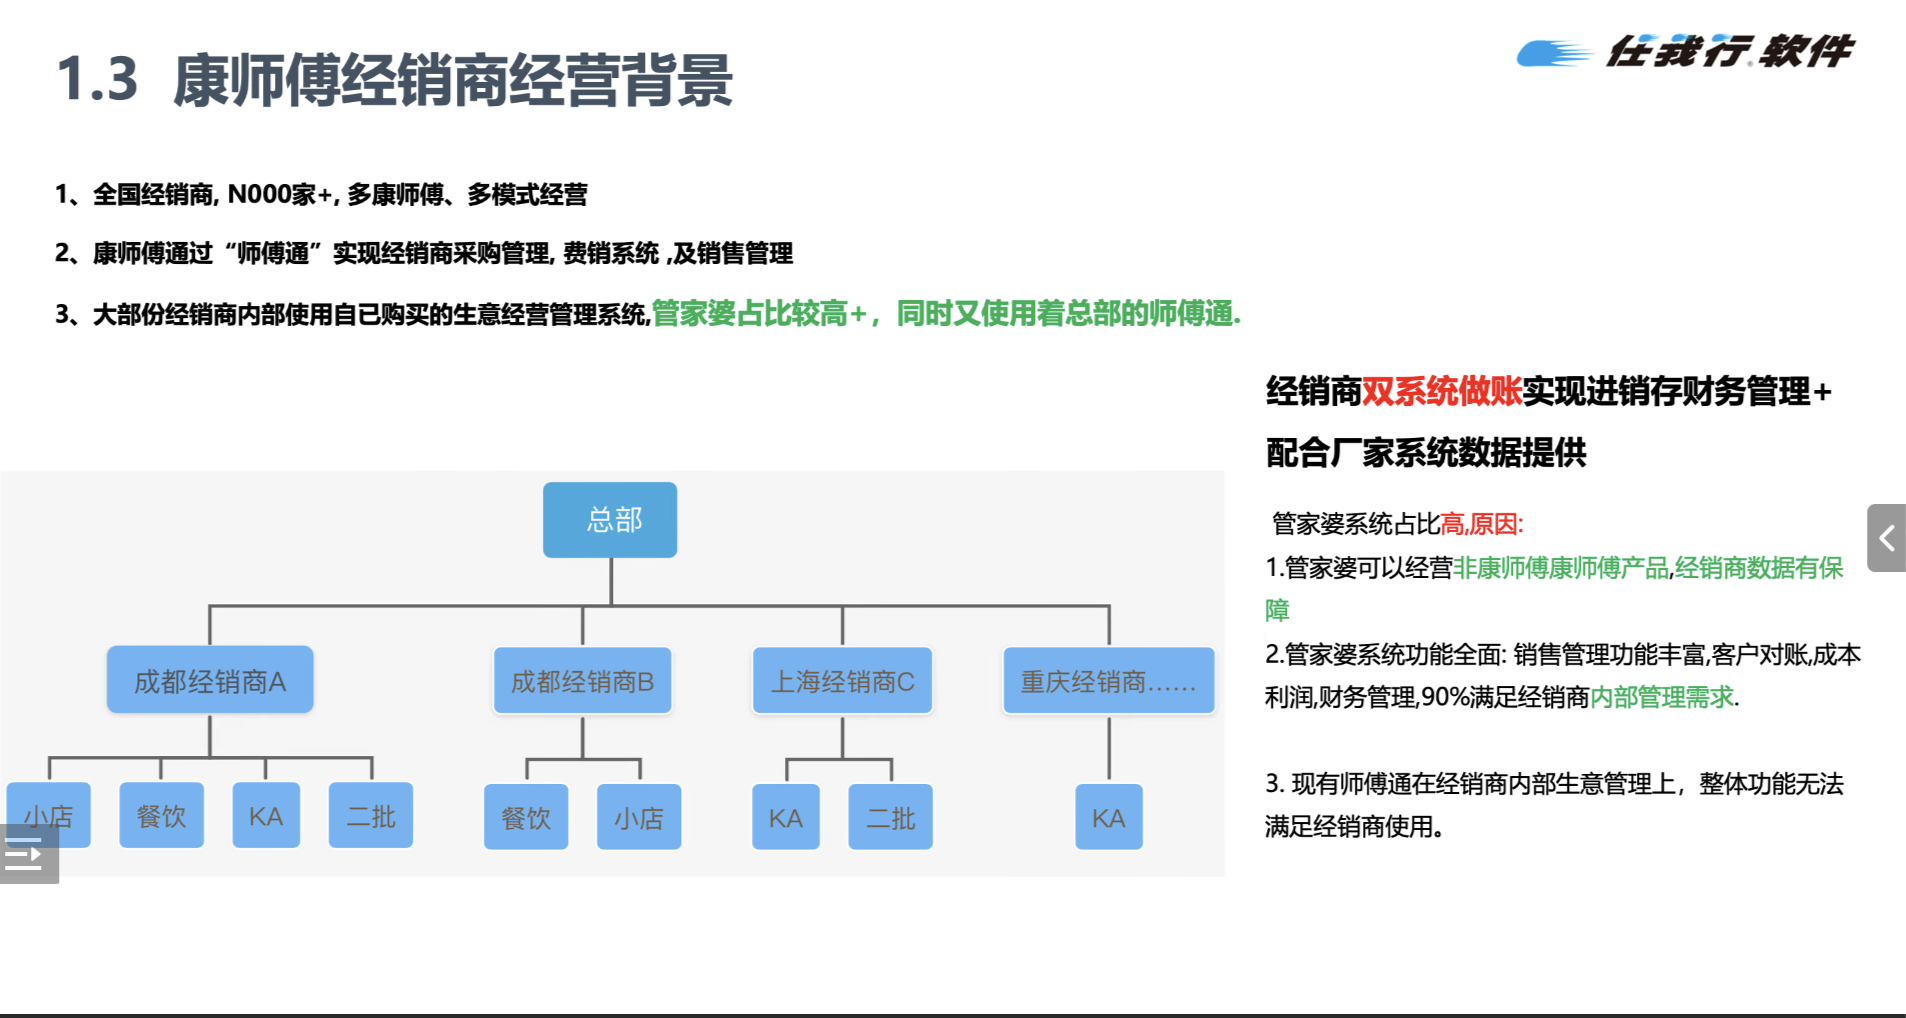 1.3 康师傅经销商经营背景
任我行.软件
1、全国经销商, N000家+, 多康师傅、多模式经营
2、康师傅通过“师傅通”实现经销商采购管理, 费销系统 ,及销售管理
3、大部份经销商内部使用自己购买的生意经营管理系统,管家婆占比较高+，同时又使用着总部的师傅通.
经销商双系统做账实现进销存财务管理+
配合厂家系统数据提供
管家婆系统占比高,原因:
1.管家婆可以经营非康师傅康师傅产品,经销商数据有保
障
2.管家婆系统功能全面: 销售管理功能丰富,客户对账,成本
利润,财务管理,90%满足经销商内部管理需求.
3. 现有师傅通在经销商内部生意管理上，整体功能无法
满足经销商使用。
总部
成都经销商A
成都经销商B
上海经销商C
重庆经销商......
小店
餐饮
KA
二批
餐饮
小店
KA
二批
KA